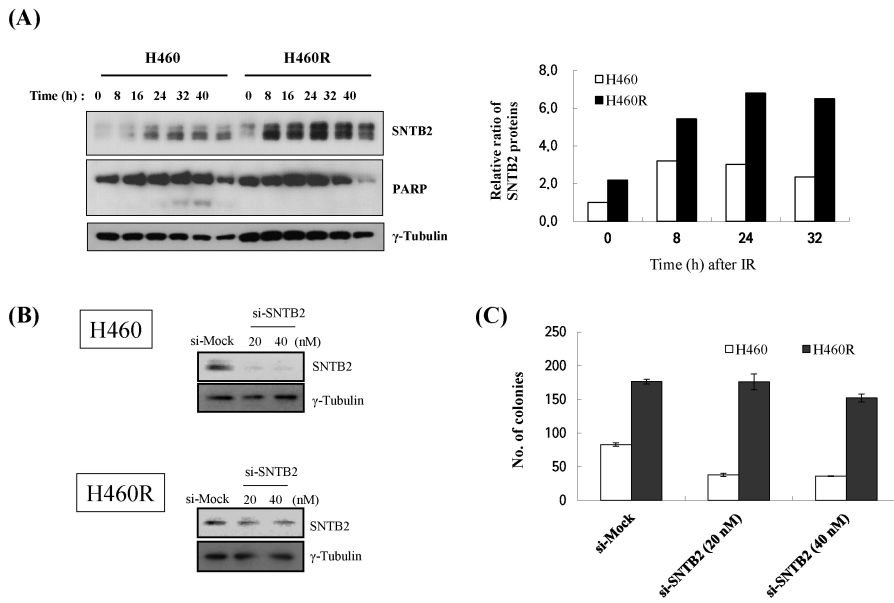 (A)
H460 H460R
Time (h) : 0 8 16 24 32 40 0 8 16 24 32 40
SNTB2
PARP
γ-Tubulin
Relative ratio of
SNTB2 proteins
8.0
6.0
4.0
2.0
0.0
H460
H460R
0 8 24 32
Time (h) after IR
(B)
H460
si-SNTB2
si-Mock 20 40 (nM)
SNTB2
γ-Tubulin
H460R
si-SNTB2
si-Mock 20 40 (nM)
SNTB2
γ-Tubulin
(C)
No. of colonies
250
200
150
100
50
0
H460 H460R
si-Mock
si-SNTB2 (20 nM)
si-SNTB2 (40 nM)